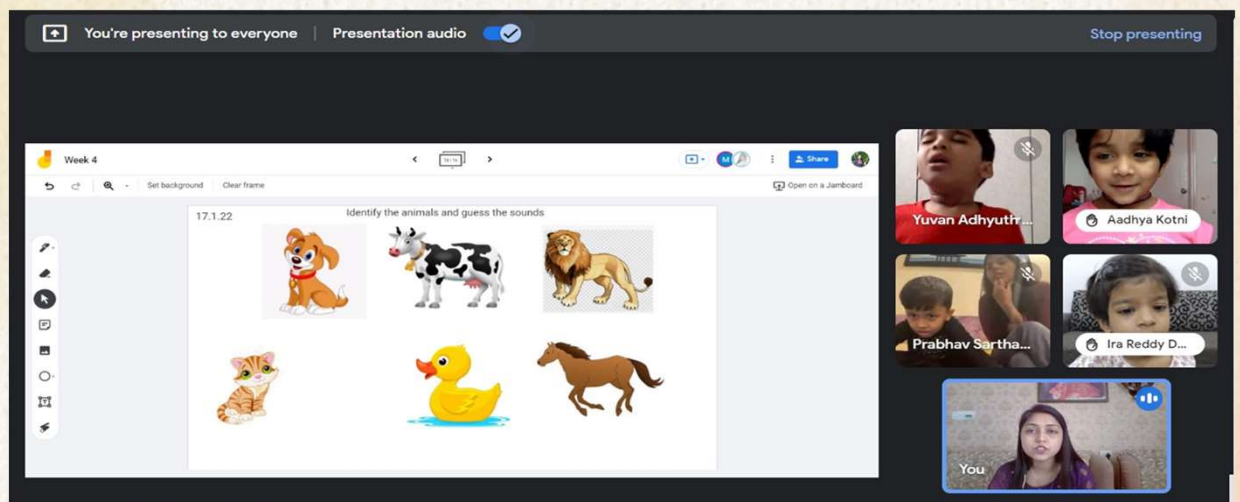 You're presenting to everyone | Presentation audio
Stop presenting
Week 4
Share
Set background
Clear frame
Open on a Jamboard
17.1.22
Identify the animals and guess the sounds
Yuvan Adhyuth...
Aadhya Kotni
Prabhav Sartha...
Ira Reddy D...
You